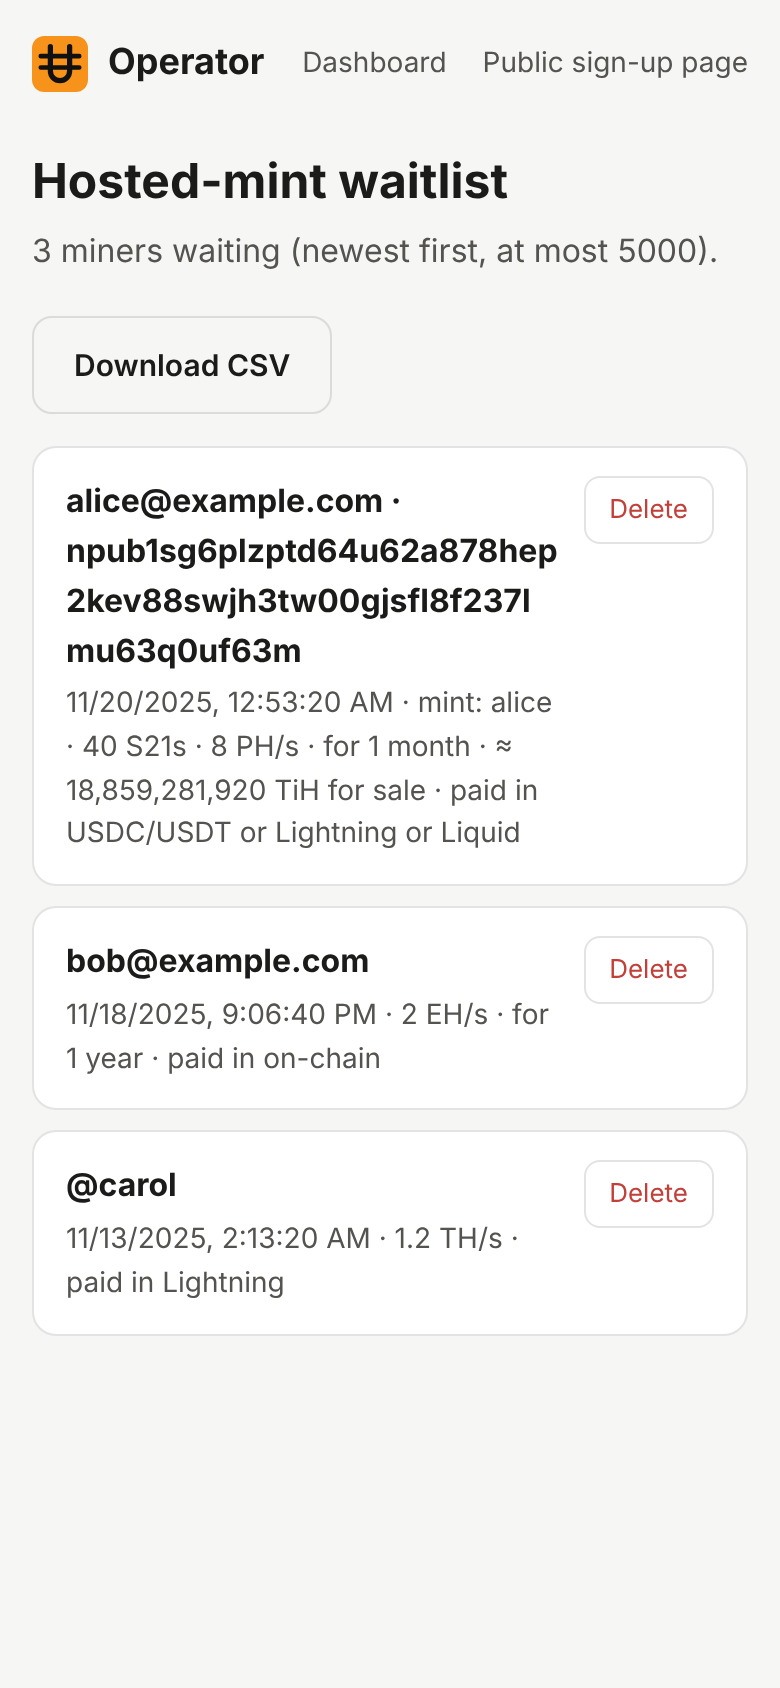 Operator Dashboard Public sign-up page
Hosted-mint waitlist
3 miners waiting (newest first, at most 5000).
Download CSV
alice@example.com ·
npub1sg6plzptd64u62a878hep
2kev88swjh3tw00gjsfl8f237l
mu63q0uf63m
Delete
11/20/2025, 12:53:20 AM · mint: alice
· 40 S21s · 8 PH/s · for 1 month · ≈
18,859,281,920 TiH for sale · paid in
USDC/USDT or Lightning or Liquid
bob@example.com
Delete
11/18/2025, 9:06:40 PM · 2 EH/s · for
1 year · paid in on-chain
@carol
Delete
11/13/2025, 2:13:20 AM · 1.2 TH/s ·
paid in Lightning